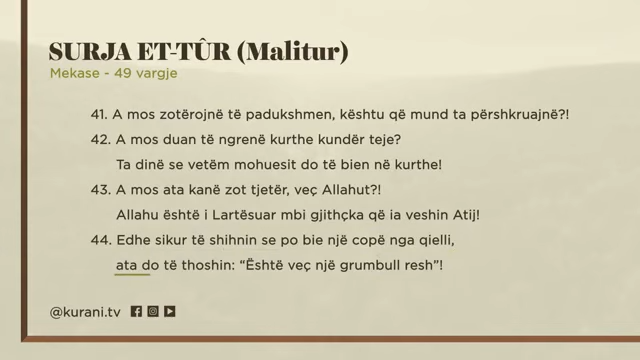 SURJA ET-TÛR (Malitur)
Mekase - 49 vargje
41. A mos zotërojnë të padukshmen, kështu që mund ta përshkruajnë?!
42. A mos duan të ngrenë kurthe kundër teje?
Ta dinë se vetëm mohuesit do të bien në kurthe!
43. A mos ata kanë zot tjetër, veç Allahut?!
Allahu është i Lartësuar mbi gjithçka që ia veshin Atij!
44. Edhe sikur të shihnin se po bie një copë nga qielli,
ata do të thoshin: “Është veç një grumbull resh”!
@kurani.tv